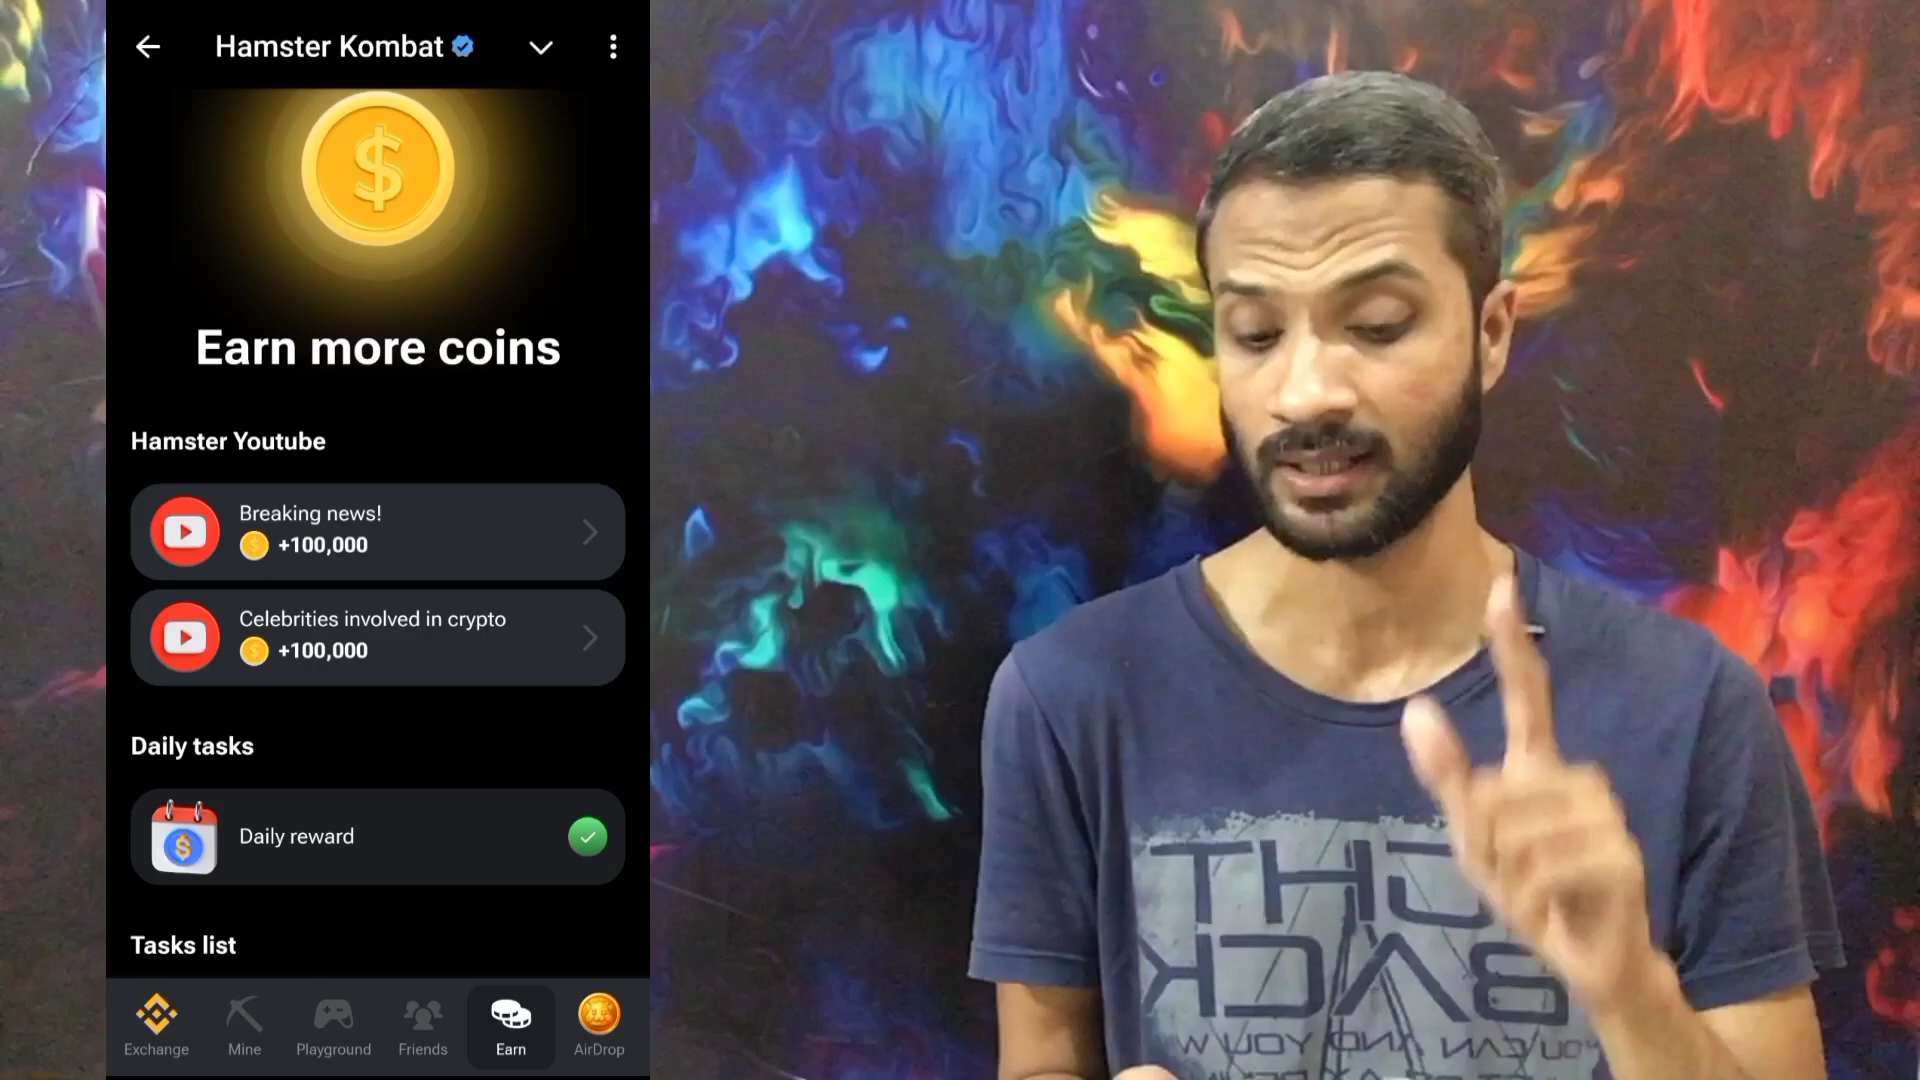 Hamster Kombat
Earn more coins
Hamster Youtube
Breaking news!
+100,000
Celebrities involved in crypto
+100,000
Daily tasks
Daily reward
Tasks list
Exchange
Mine
Playground
Friends
Earn
AirDrop
BACK